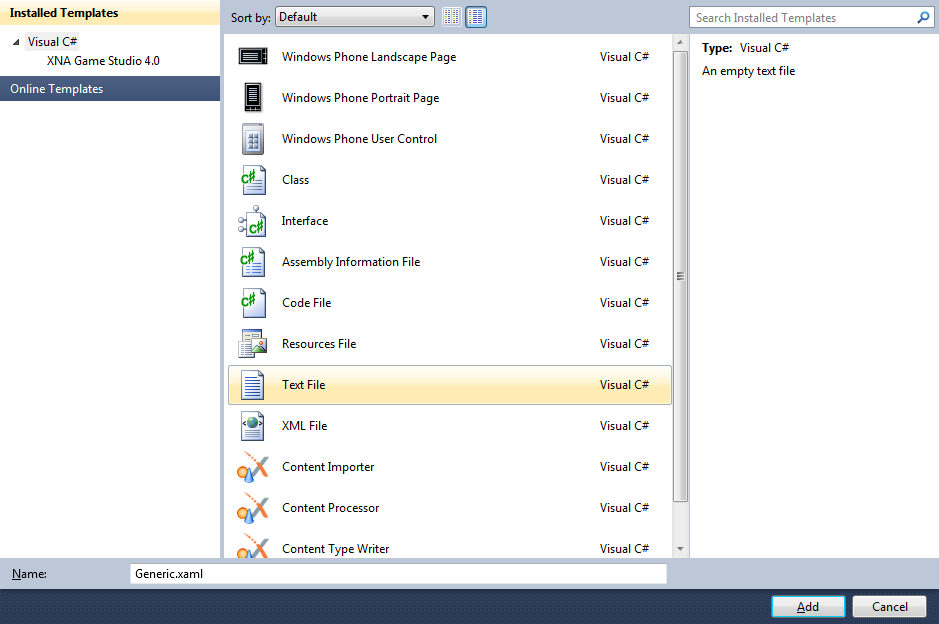 Installed Templates
Visual C#
XNA Game Studio 4.0
Online Templates
Sort by: Default
Search Installed Templates
Windows Phone Landscape Page Visual C#
Windows Phone Portrait Page Visual C#
Windows Phone User Control Visual C#
Class Visual C#
Interface Visual C#
Assembly Information File Visual C#
Code File Visual C#
Resources File Visual C#
Text File Visual C#
XML File Visual C#
Content Importer Visual C#
Content Processor Visual C#
Content Type Writer Visual C#
Type: Visual C#
An empty text file
Name: Generic.xaml
Add Cancel